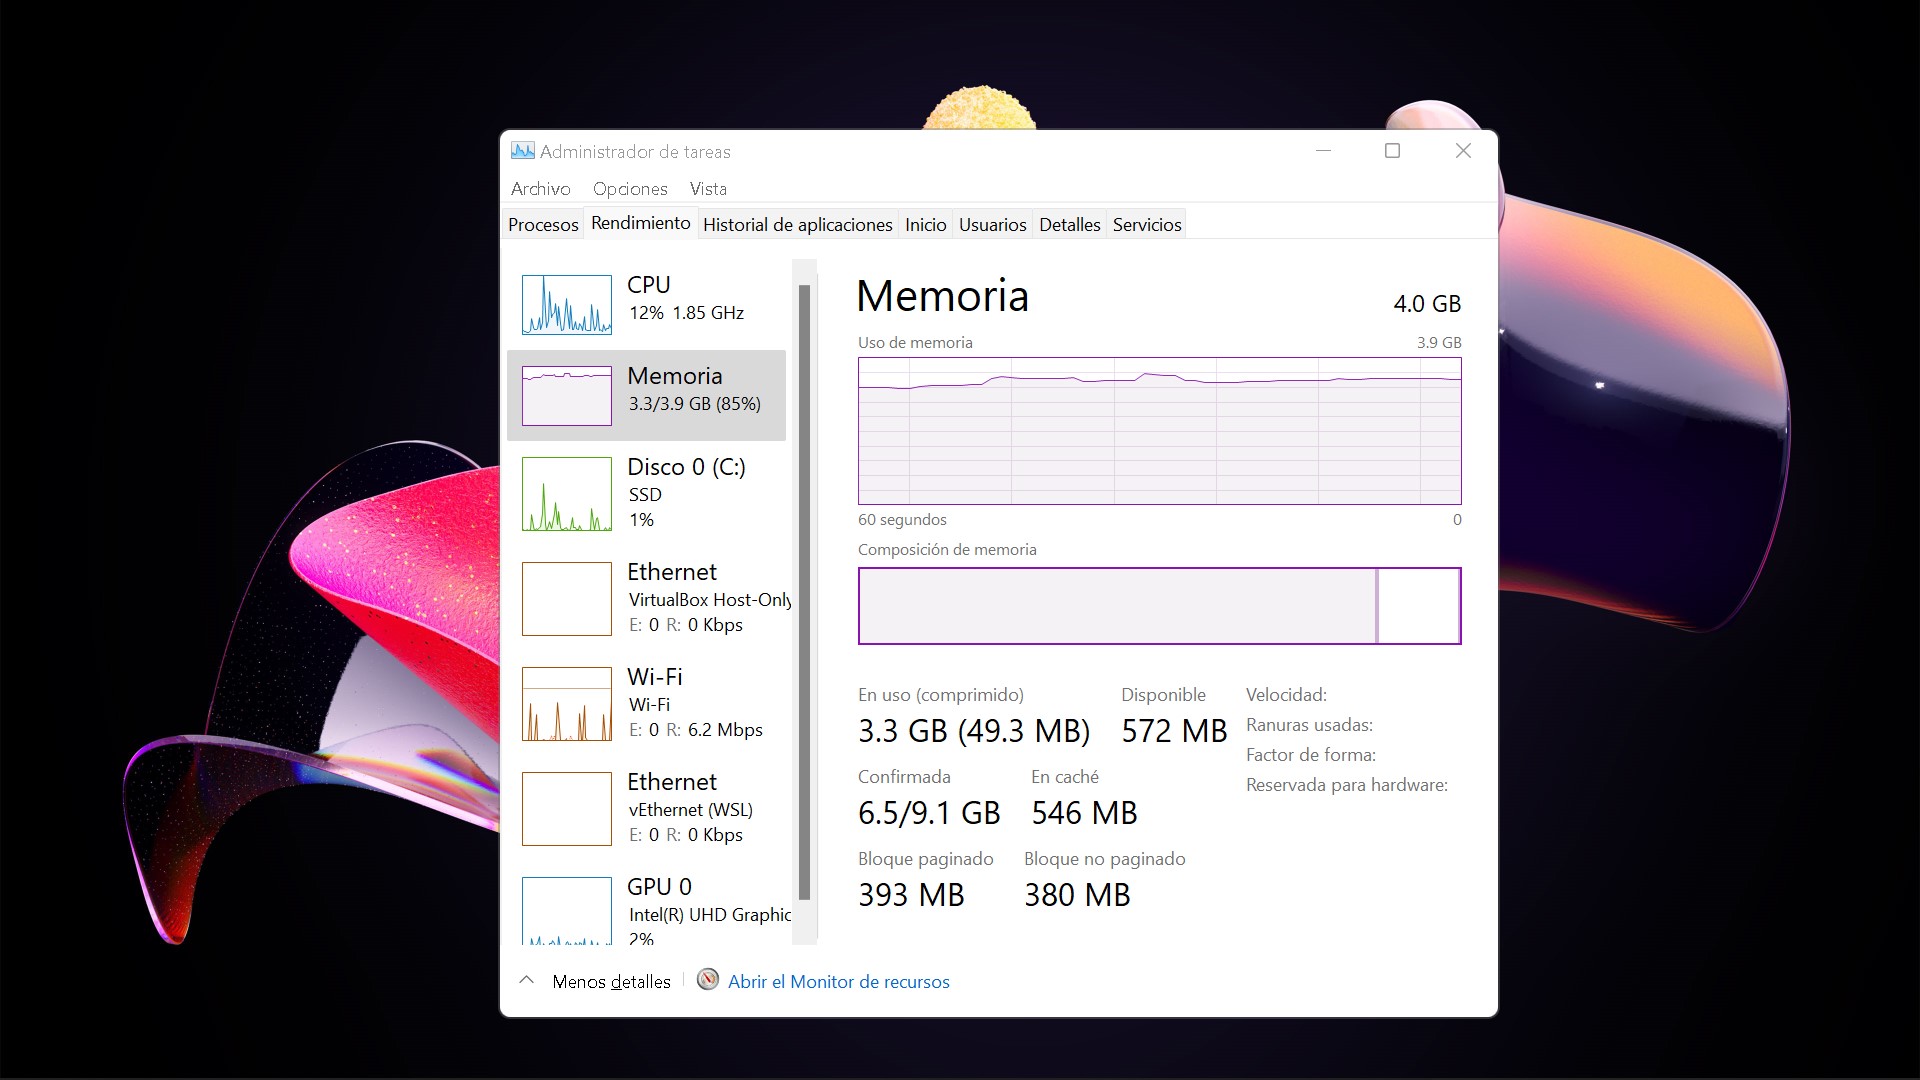 Administrador de tareas
Archivo Opciones Vista
Procesos Rendimiento Historial de aplicaciones Inicio Usuarios Detalles Servicios
CPU
12% 1.85 GHz
Memoria
3.3/3.9 GB (85%)
Disco 0 (C:)
SSD
1%
Ethernet
VirtualBox Host-Only
E: 0 R: 0 Kbps
Wi-Fi
Wi-Fi
E: 0 R: 6.2 Mbps
Ethernet
vEthernet (WSL)
E: 0 R: 0 Kbps
GPU 0
Intel(R) UHD Graphic
2%
Memoria 4.0 GB
Uso de memoria 3.9 GB
60 segundos 0
Composición de memoria
En uso (comprimido) Disponible
3.3 GB (49.3 MB) 572 MB
Confirmada En caché
6.5/9.1 GB 546 MB
Bloque paginado Bloque no paginado
393 MB 380 MB
Velocidad:
Ranuras usadas:
Factor de forma:
Reservada para hardware:
Menos detalles Abrir el Monitor de recursos